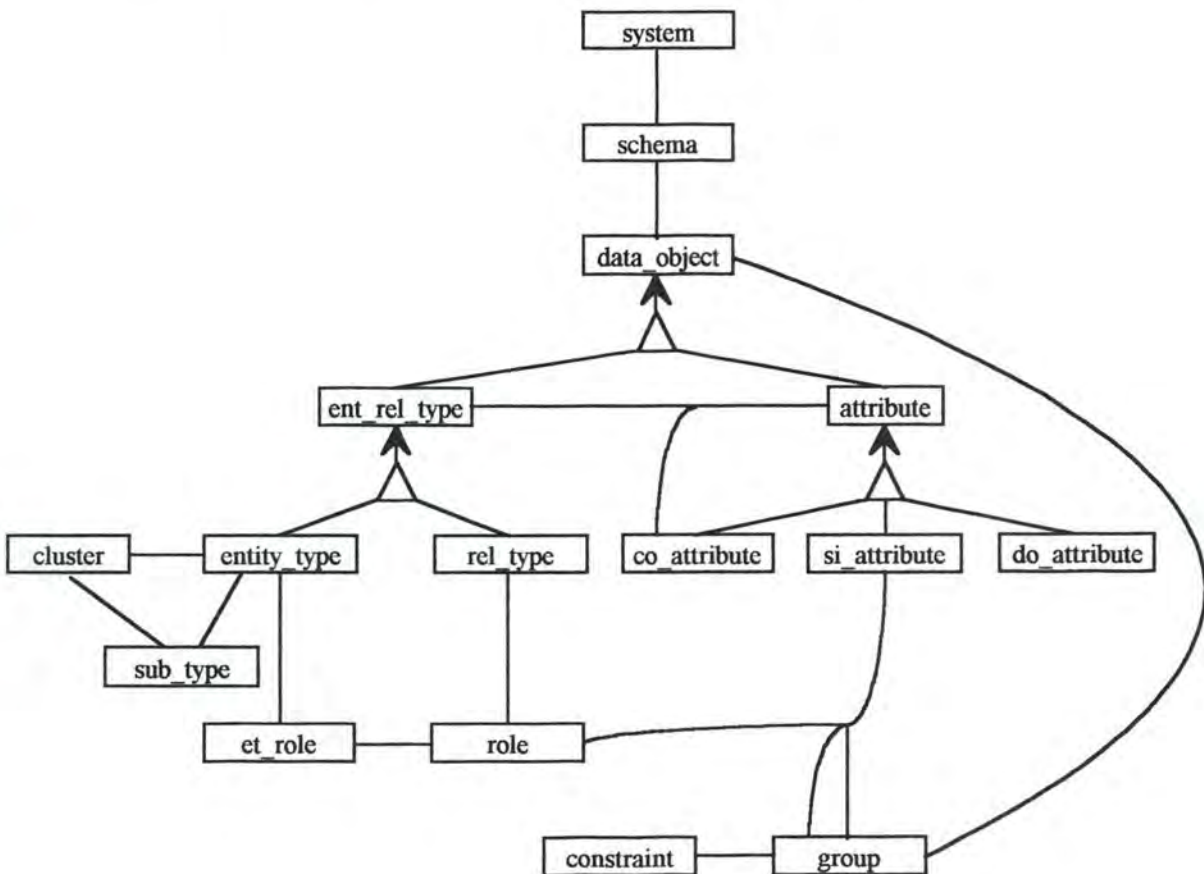 system
schema
data_object
ent_rel_type
attribute
cluster
entity_type
rel_type
co_attribute
si_attribute
do_attribute
sub_type
et_role
role
constraint
group